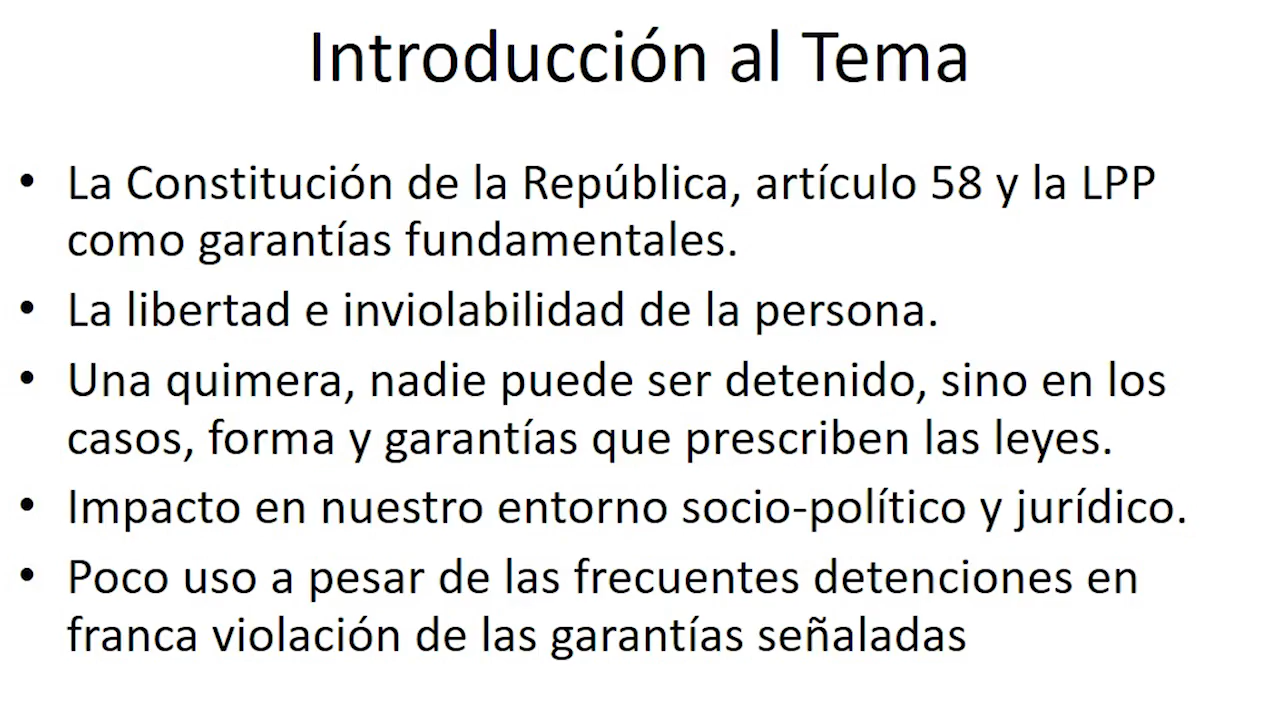 Introducción al Tema
• La Constitución de la República, artículo 58 y la LPP
como garantías fundamentales.
• La libertad e inviolabilidad de la persona.
• Una quimera, nadie puede ser detenido, sino en los
casos, forma y garantías que prescriben las leyes.
• Impacto en nuestro entorno socio-político y jurídico.
• Poco uso a pesar de las frecuentes detenciones en
franca violación de las garantías señaladas